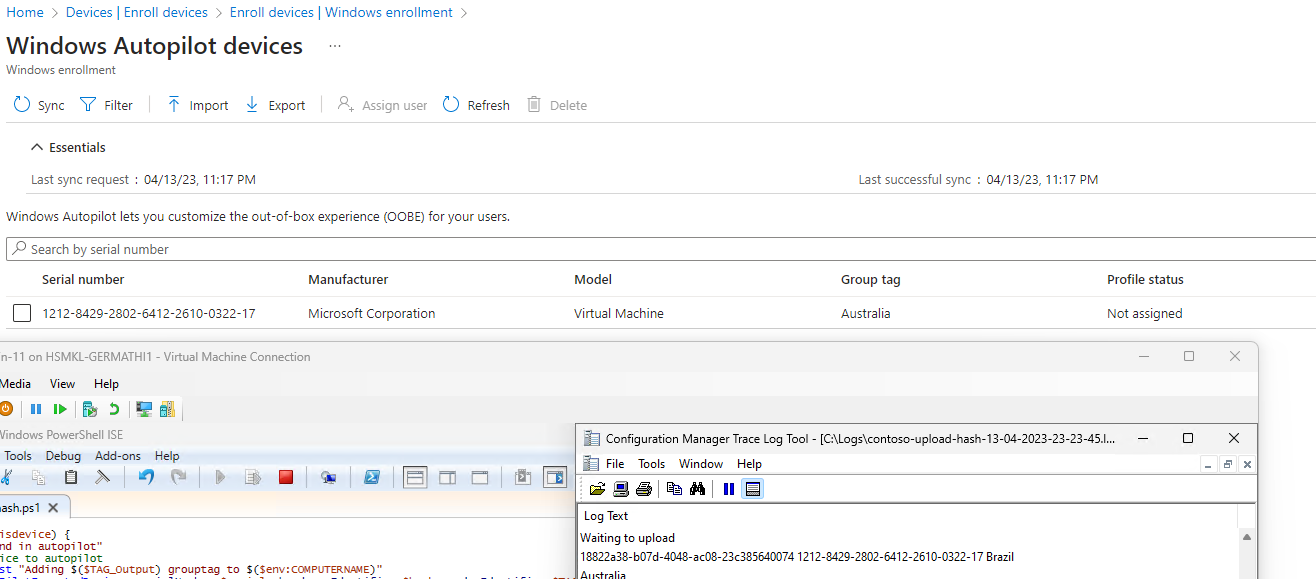 Home > Devices | Enroll devices > Enroll devices | Windows enrollment >
Windows Autopilot devices ...
Windows enrollment
Sync Filter Import Export Assign user Refresh Delete
Essentials
Last sync request : 04/13/23, 11:17 PM Last successful sync : 04/13/23, 11:17 PM
Windows Autopilot lets you customize the out-of-box experience (OOBE) for your users.
Search by serial number
Serial number Manufacturer Model Group tag Profile status
1212-8429-2802-6412-2610-0322-17 Microsoft Corporation Virtual Machine Australia Not assigned
n-11 on HSMKL-GERMATHI1 - Virtual Machine Connection
Media View Help
Windows PowerShell ISE
Tools Debug Add-ons Help
hash.ps1
isdevice) {
nd in autopilot"
ice to autopilot
st "Adding $($TAG_Output) grouptag to $($env:COMPUTERNAME)"
Configuration Manager Trace Log Tool - [C:\Logs\contoso-upload-hash-13-04-2023-23-23-45.l...
File Tools Window Help
Log Text
Waiting to upload
18822a38-b07d-4048-ac08-23c385640074 1212-8429-2802-6412-2610-0322-17 Brazil
Australia